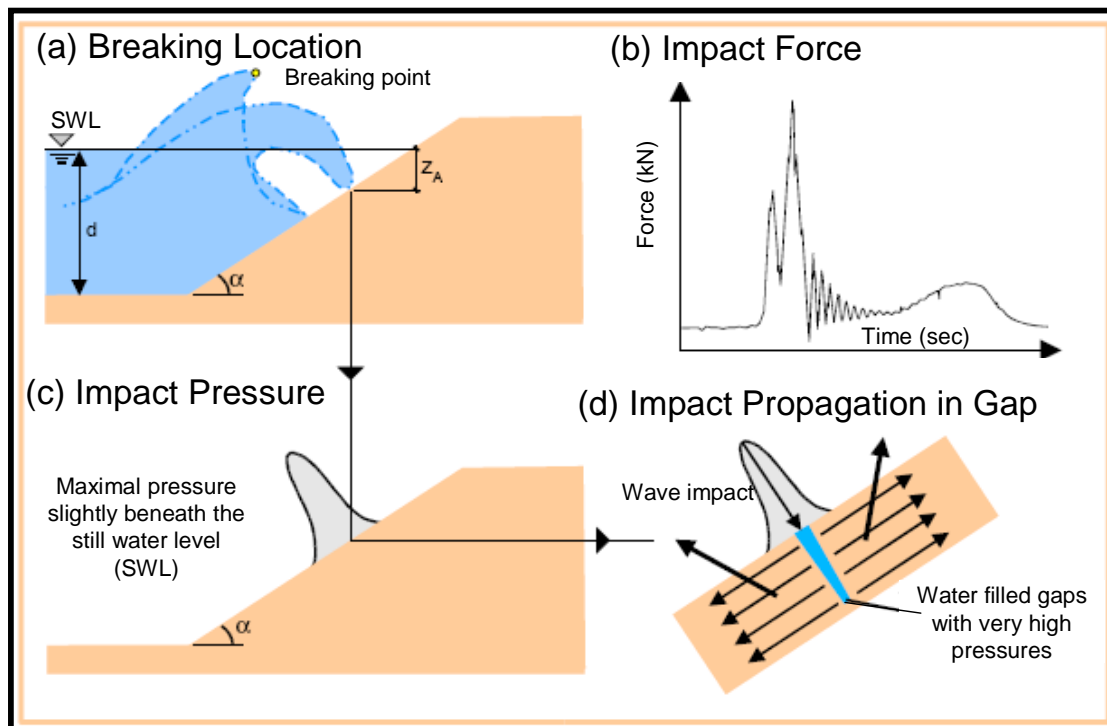 (a) Breaking Location
Breaking point
SWL
Z_A
d
α
(b) Impact Force
Force (kN)
Time (sec)
(c) Impact Pressure
Maximal pressure
slightly beneath the
still water level
(SWL)
α
(d) Impact Propagation in Gap
Wave impact
Water filled gaps
with very high
pressures